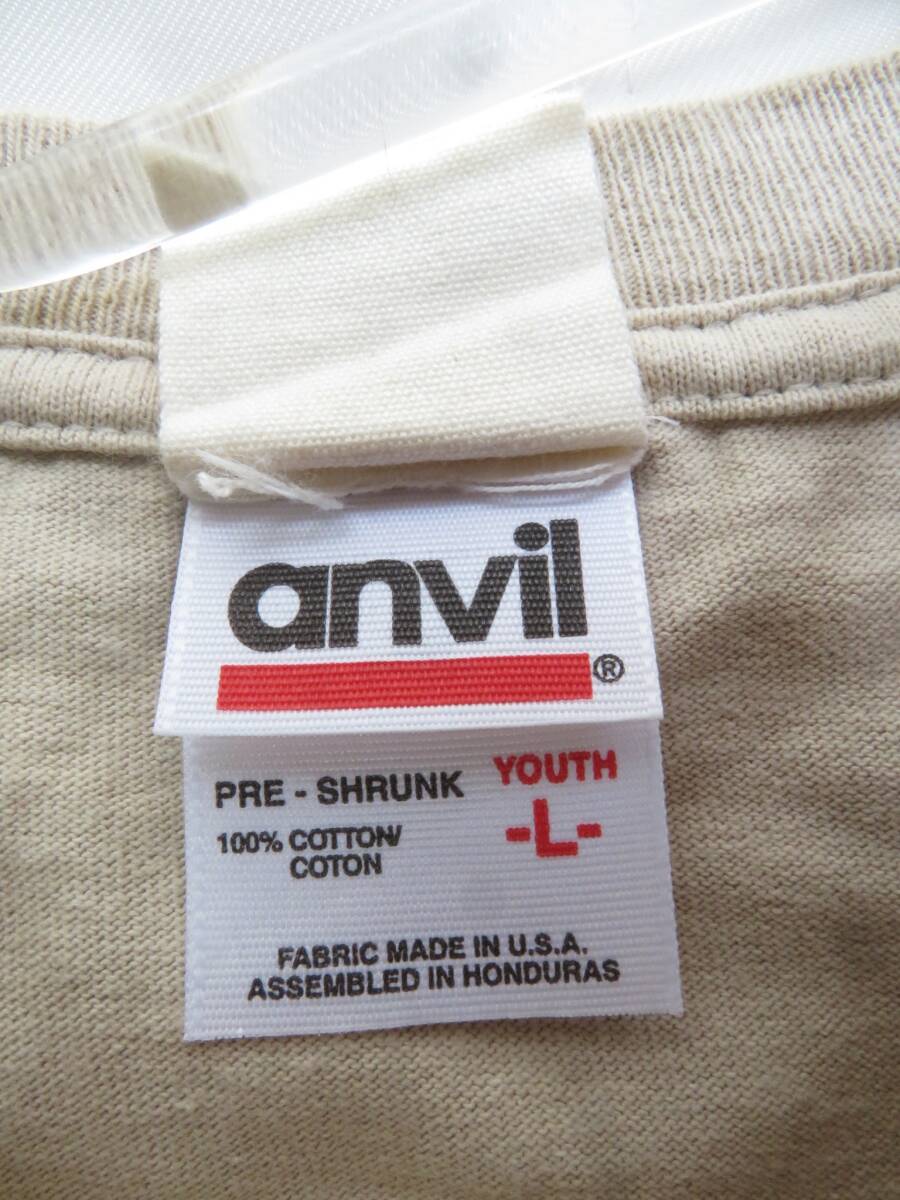 anvil®
PRE - SHRUNK
100% COTTON/
COTON
YOUTH
-L-
FABRIC MADE IN U.S.A.
ASSEMBLED IN HONDURAS